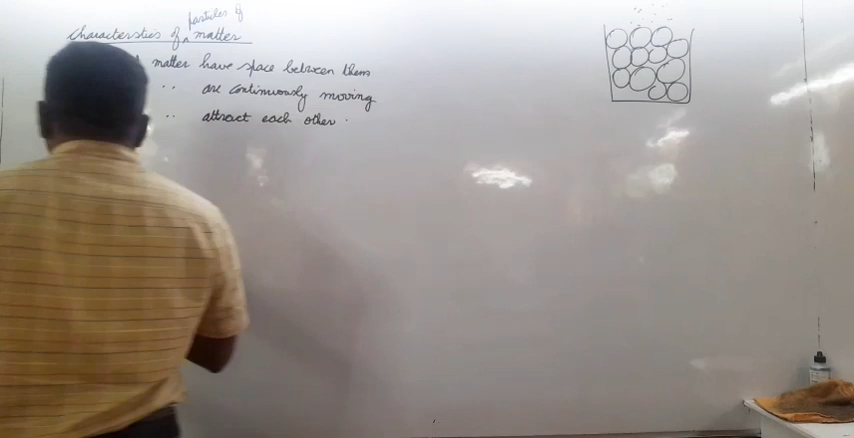 Characterstics of particles of matter
matter have space between them
" are continuously moving
" attract each other.